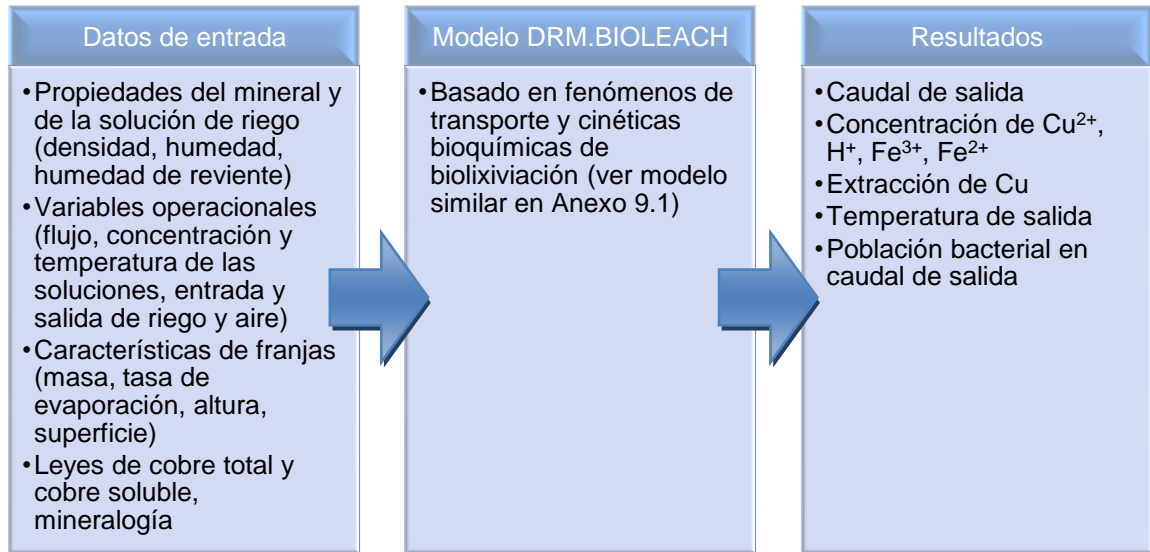 Datos de entrada
•Propiedades del mineral y
de la solución de riego
(densidad, humedad,
humedad de reviente)
•Variables operacionales
(flujo, concentración y
temperatura de las
soluciones, entrada y
salida de riego y aire)
•Características de franjas
(masa, tasa de
evaporación, altura,
superficie)
•Leyes de cobre total y
cobre soluble,
mineralogía
Modelo DRM.BIOLEACH
•Basado en fenómenos de
transporte y cinéticas
bioquímicas de
biolixiviación (ver modelo
similar en Anexo 9.1)
Resultados
•Caudal de salida
•Concentración de Cu²⁺,
H⁺, Fe³⁺, Fe²⁺
•Extracción de Cu
•Temperatura de salida
•Población bacterial en
caudal de salida